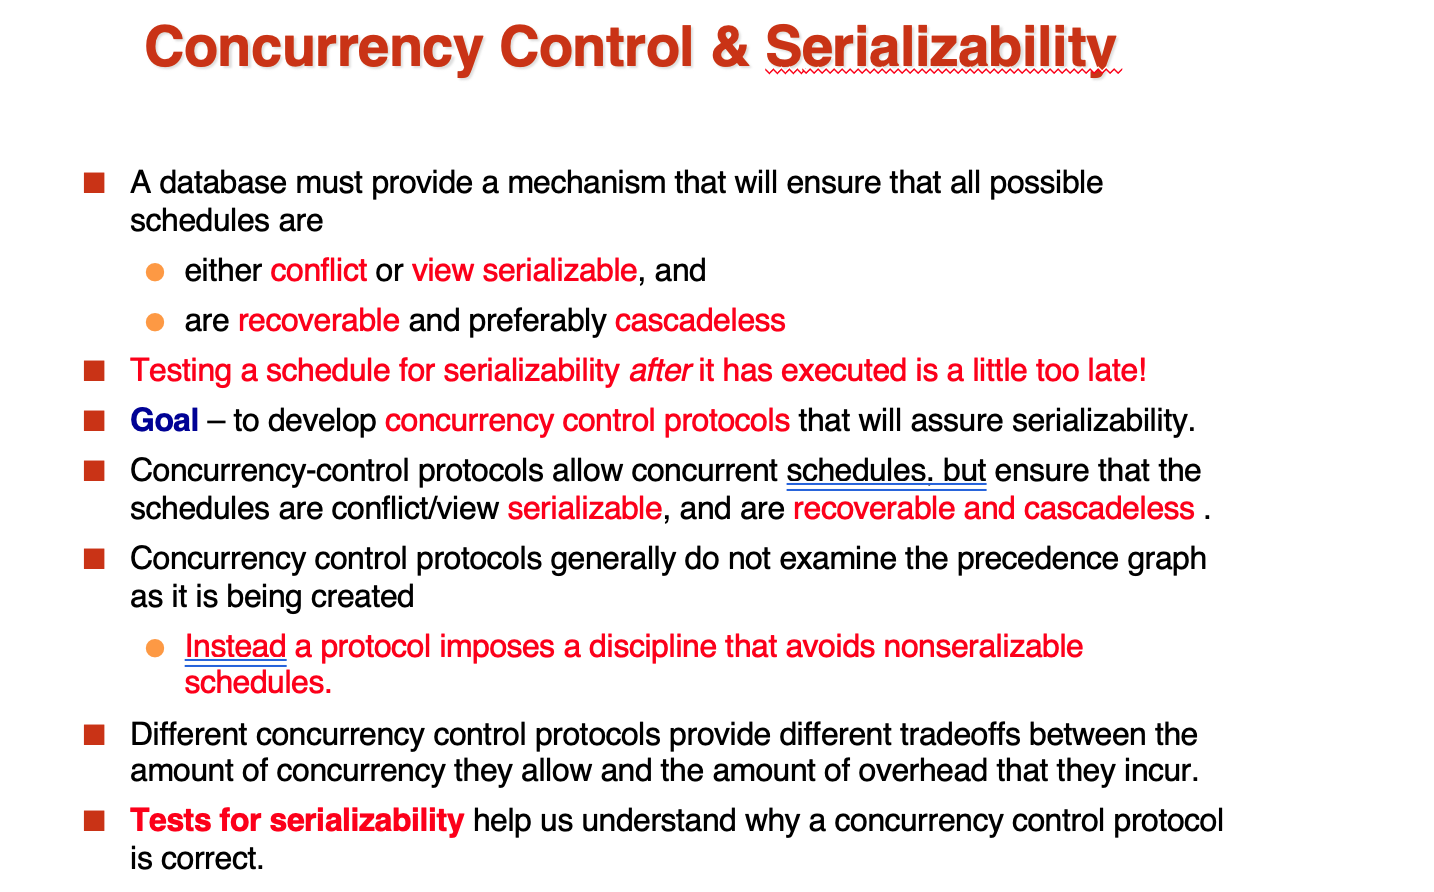 Concurrency Control & Serializability
A database must provide a mechanism that will ensure that all possible
schedules are
either conflict or view serializable, and
are recoverable and preferably cascadeless
Testing a schedule for serializability after it has executed is a little too late!
Goal – to develop concurrency control protocols that will assure serializability.
Concurrency-control protocols allow concurrent schedules. but ensure that the
schedules are conflict/view serializable, and are recoverable and cascadeless .
Concurrency control protocols generally do not examine the precedence graph
as it is being created
Instead a protocol imposes a discipline that avoids nonseralizable
schedules.
Different concurrency control protocols provide different tradeoffs between the
amount of concurrency they allow and the amount of overhead that they incur.
Tests for serializability help us understand why a concurrency control protocol
is correct.